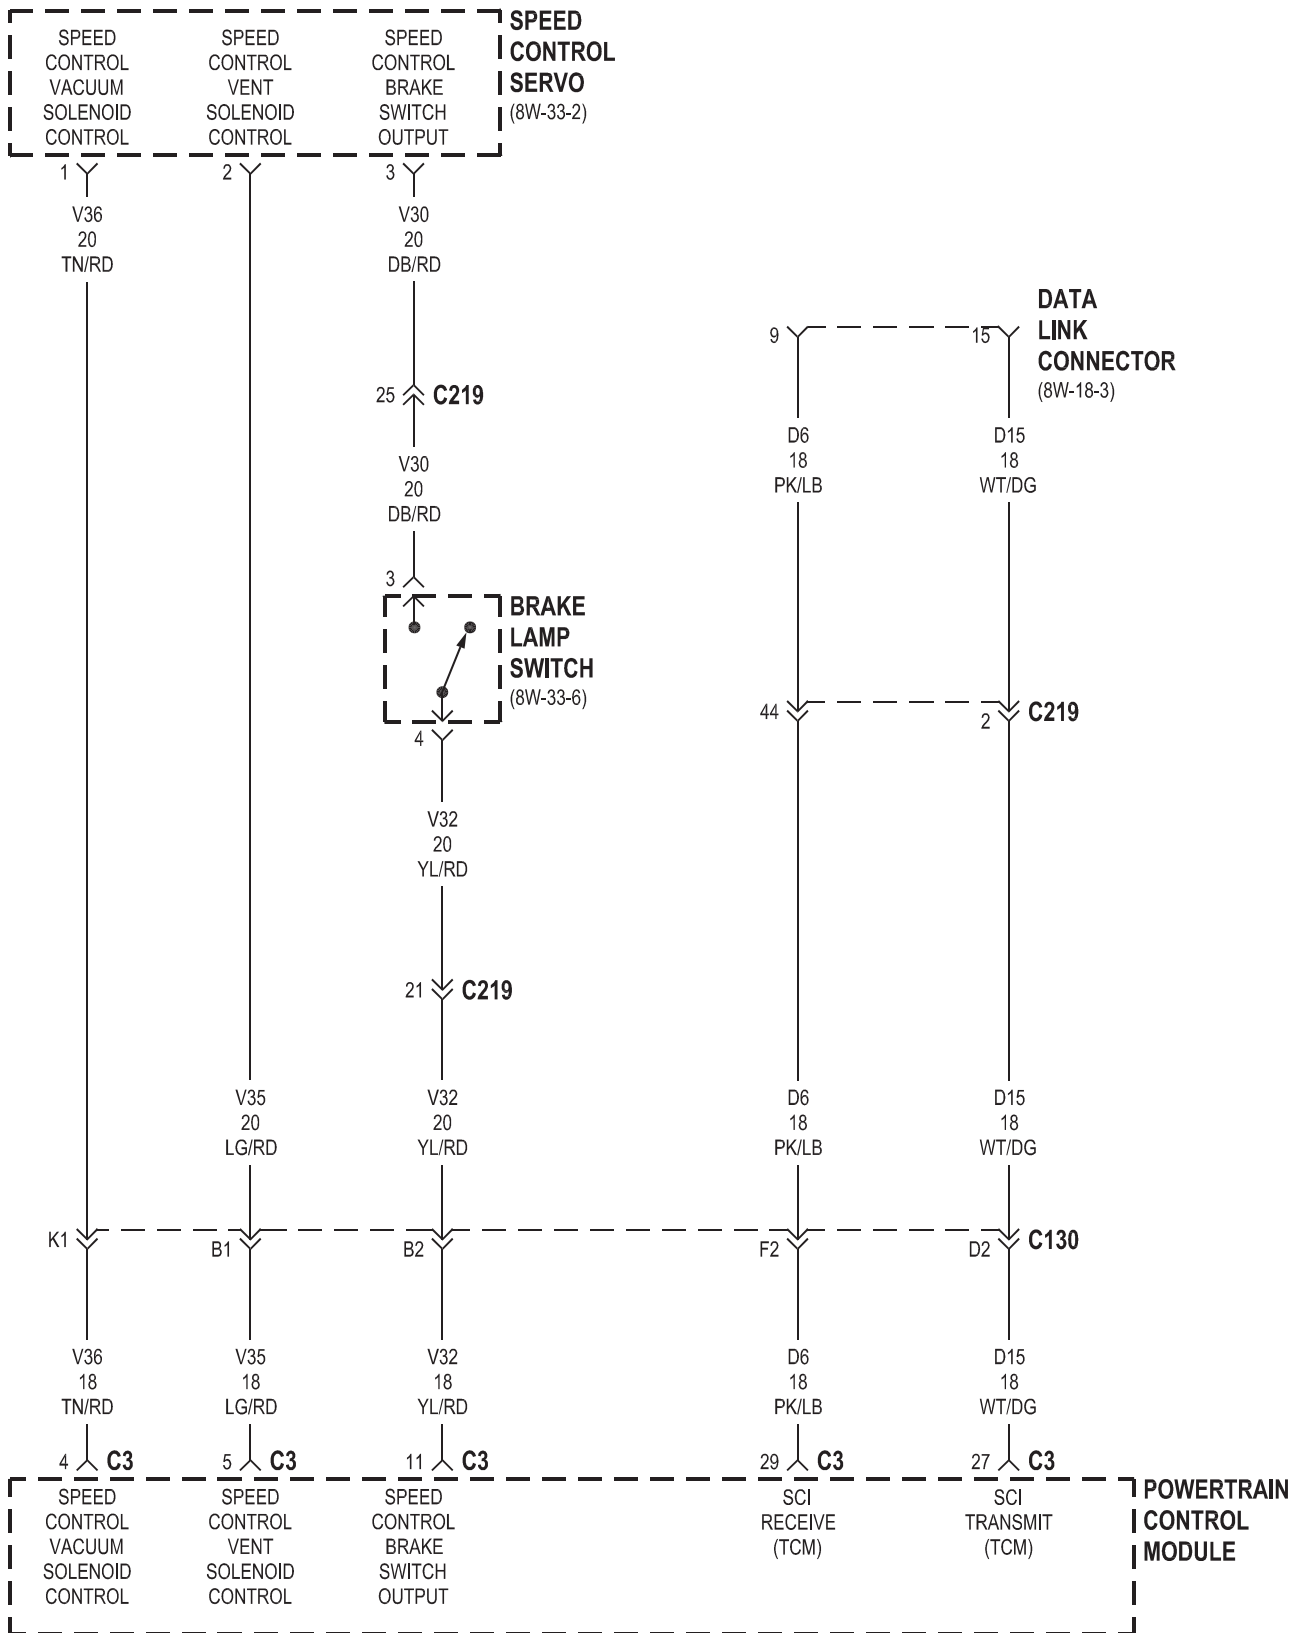 SPEED
CONTROL
VACUUM
SOLENOID
CONTROL
SPEED
CONTROL
VENT
SOLENOID
CONTROL
SPEED
CONTROL
BRAKE
SWITCH
OUTPUT
SPEED
CONTROL
SERVO
(8W-33-2)
1
2
3
V36
20
TN/RD
V30
20
DB/RD
25
C219
V30
20
DB/RD
3
BRAKE
LAMP
SWITCH
(8W-33-6)
4
V32
20
YL/RD
21
C219
DATA
LINK
CONNECTOR
(8W-18-3)
9
15
D6
18
PK/LB
D15
18
WT/DG
44
2
C219
V35
20
LG/RD
V32
20
YL/RD
D6
18
PK/LB
D15
18
WT/DG
K1
B1
B2
F2
D2
C130
V36
18
TN/RD
V35
18
LG/RD
V32
18
YL/RD
D6
18
PK/LB
D15
18
WT/DG
4 C3
5 C3
11 C3
29 C3
27 C3
SPEED
CONTROL
VACUUM
SOLENOID
CONTROL
SPEED
CONTROL
VENT
SOLENOID
CONTROL
SPEED
CONTROL
BRAKE
SWITCH
OUTPUT
SCI
RECEIVE
(TCM)
SCI
TRANSMIT
(TCM)
POWERTRAIN
CONTROL
MODULE